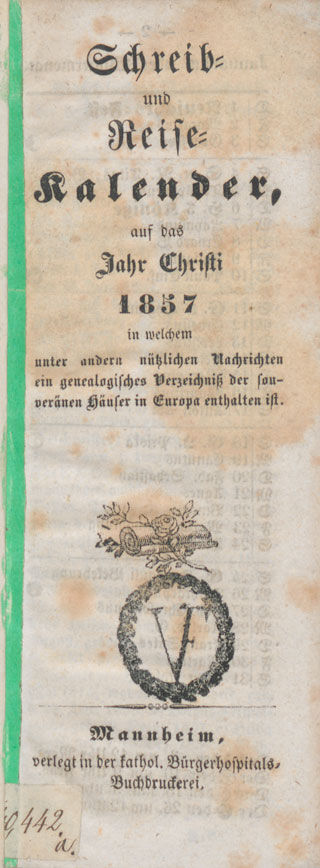 Schreib-
und
Reise-
Kalender,
auf das
Jahr Christi
1857
in welchem
unter andern nützlichen Nachrichten
ein genealogisches Verzeichniß der sou-
veränen Häuser in Europa enthalten ist.
V
Mannheim,
verlegt in der kathol. Bürgerhospitals-
Buchdruckerei.
9442
a.